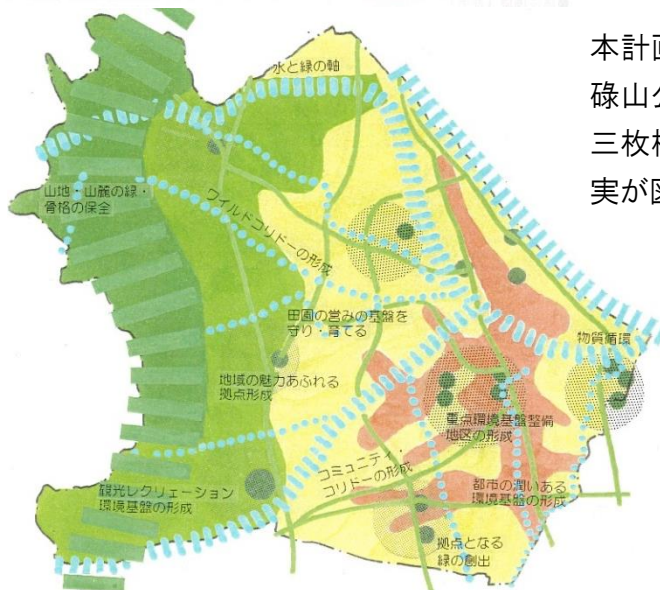 本計画
碌山公
三枚橋
実が図
水と緑の軸
山地・山麓の緑・
骨格の保全
ワイルドコリドーの形成
田園の営みの基盤を
守り・育てる
物質循環
地域の魅力あふれる
拠点形成
重点環境基盤整備
地区の形成
コミュニティ・
コリドーの形成
観光レクリェーション
環境基盤の形成
都市の潤いある
環境基盤の形成
拠点となる
緑の創出